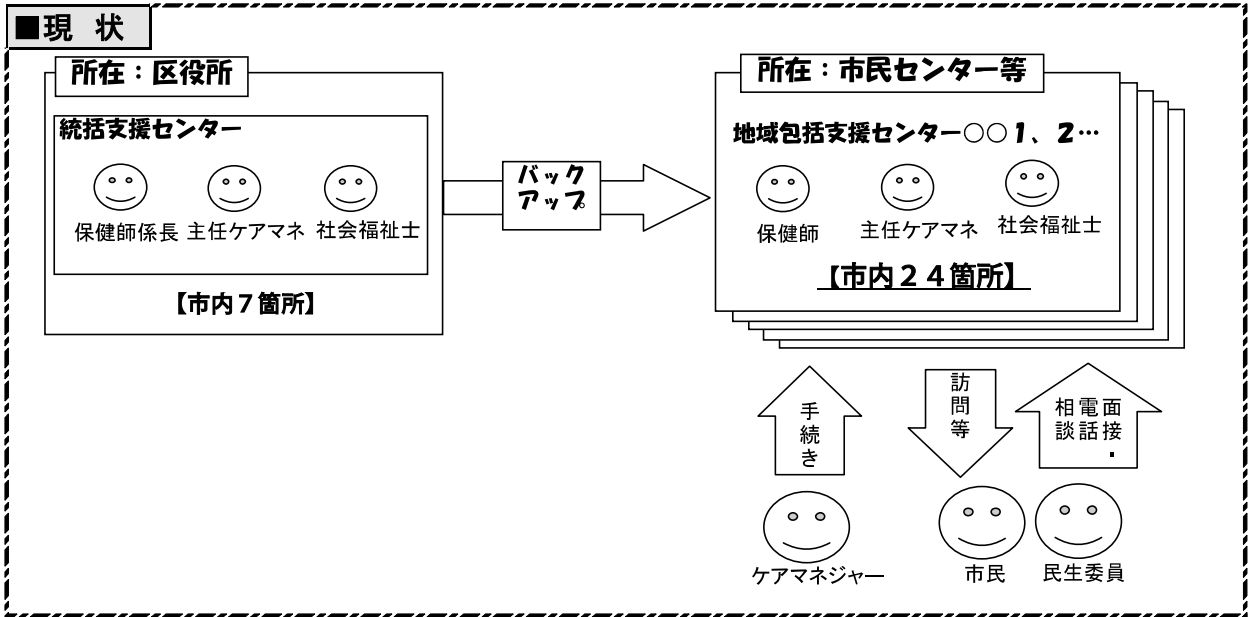 ■現　状
所在：区役所
統括支援センター
保健師係長
主任ケアマネ
社会福祉士
【市内７箇所】
バック
アップ
所在：市民センター等
地域包括支援センター○○１、２…
保健師
主任ケアマネ
社会福祉士
【市内２４箇所】
手続き
訪問等
面接・
電話
相談
ケアマネジャー
市民
民生委員